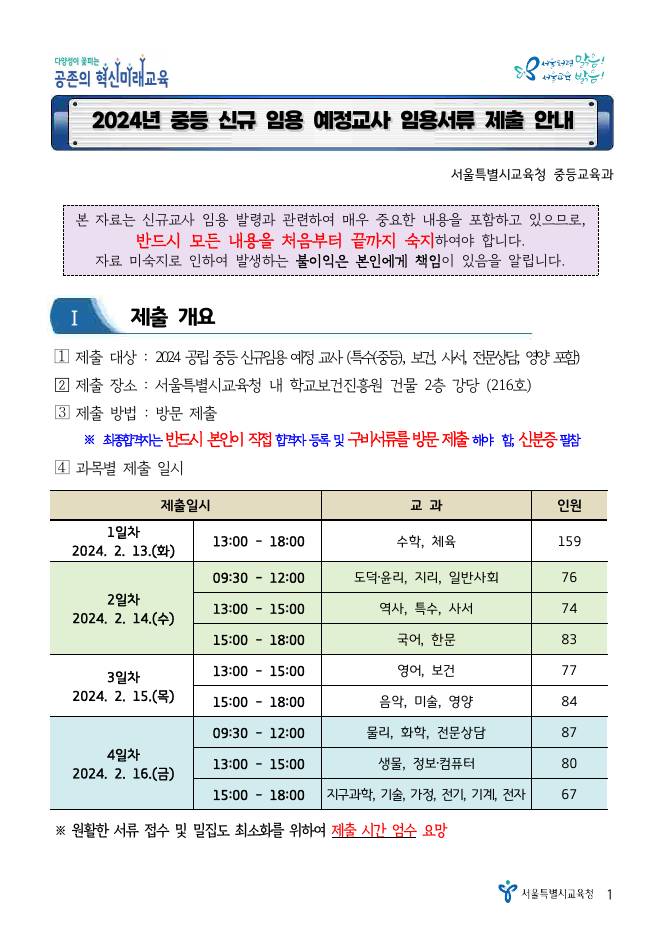 다양성이 꽃피는
공존의 혁신미래교육
서울하면 맑음!
서울교육 밝음!
2024년 중등 신규 임용 예정교사 임용서류 제출 안내
서울특별시교육청 중등교육과
본 자료는 신규교사 임용 발령과 관련하여 매우 중요한 내용을 포함하고 있으므로,
반드시 모든 내용을 처음부터 끝까지 숙지하여야 합니다.
자료 미숙지로 인하여 발생하는 불이익은 본인에게 책임이 있음을 알립니다.
Ⅰ 제출 개요
1 제출 대상 : 2024 공립 중등 신규임용 예정 교사 (특수(중등), 보건, 사서, 전문상담, 영양 포함)
2 제출 장소 : 서울특별시교육청 내 학교보건진흥원 건물 2층 강당 (216호)
3 제출 방법 : 방문 제출
※ 최종합격자는 반드시 본인이 직접 합격자 등록 및 구비서류를 방문 제출 해야 함, 신분증 필참
4 과목별 제출 일시
제출일시 교 과 인원
1일차
2024. 2. 13.(화) 13:00 - 18:00 수학, 체육 159
2일차
2024. 2. 14.(수)
09:30 - 12:00 도덕·윤리, 지리, 일반사회 76
13:00 - 15:00 역사, 특수, 사서 74
15:00 - 18:00 국어, 한문 83
3일차
2024. 2. 15.(목)
13:00 - 15:00 영어, 보건 77
15:00 - 18:00 음악, 미술, 영양 84
4일차
2024. 2. 16.(금)
09:30 - 12:00 물리, 화학, 전문상담 87
13:00 - 15:00 생물, 정보·컴퓨터 80
15:00 - 18:00 지구과학, 기술, 가정, 전기, 기계, 전자 67
※ 원활한 서류 접수 및 밀집도 최소화를 위하여 제출 시간 엄수 요망
서울특별시교육청 1